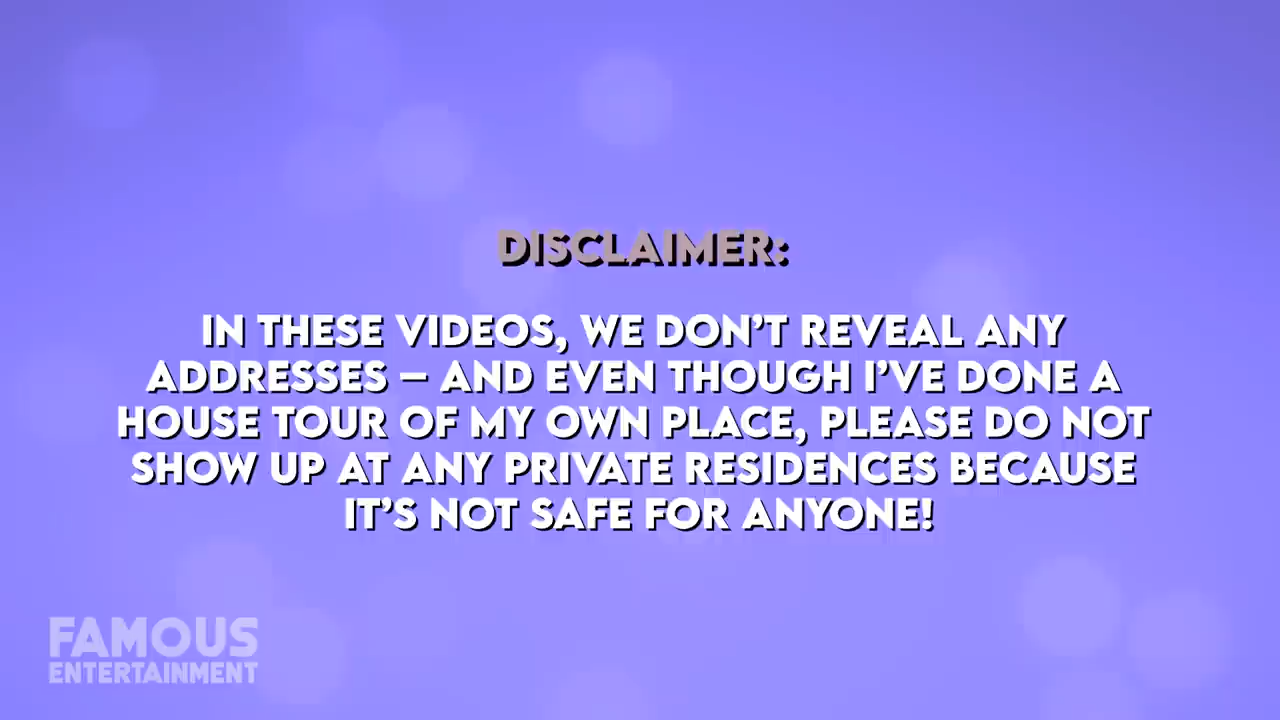 DISCLAIMER:
IN THESE VIDEOS, WE DON'T REVEAL ANY
ADDRESSES – AND EVEN THOUGH I'VE DONE A
HOUSE TOUR OF MY OWN PLACE, PLEASE DO NOT
SHOW UP AT ANY PRIVATE RESIDENCES BECAUSE
IT'S NOT SAFE FOR ANYONE!
FAMOUS
ENTERTAINMENT